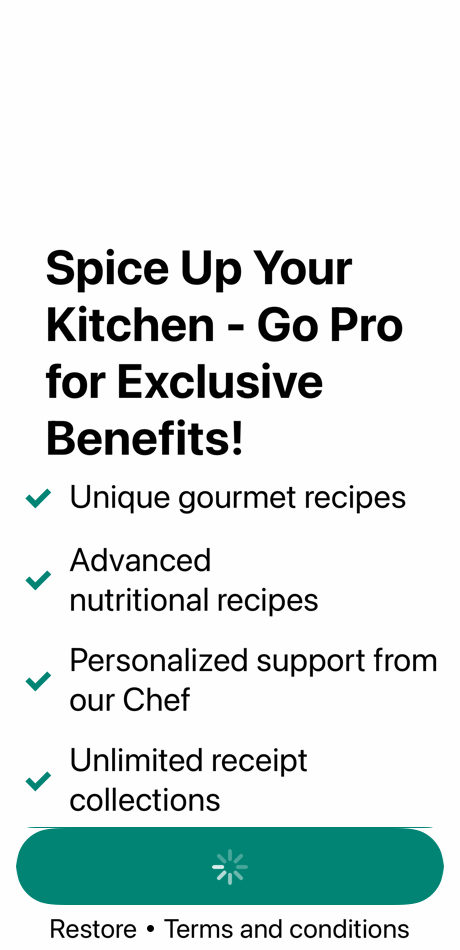 Spice Up Your
Kitchen - Go Pro
for Exclusive
Benefits!
Unique gourmet recipes
Advanced
nutritional recipes
Personalized support from
our Chef
Unlimited receipt
collections
Restore • Terms and conditions